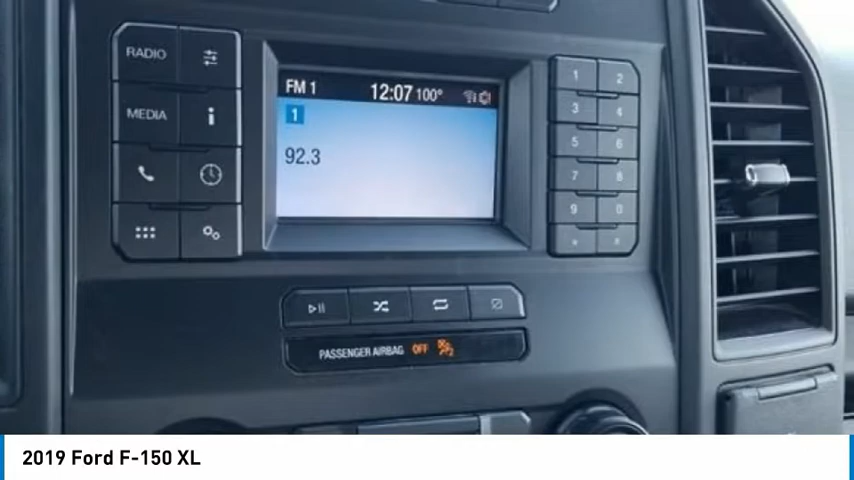 RADIO
MEDIA
FM 1
12:07 100°
1
92.3
1 2
3 4
5 6
7 8
9 0
* #
PASSENGER AIRBAG OFF
2019 Ford F-150 XL